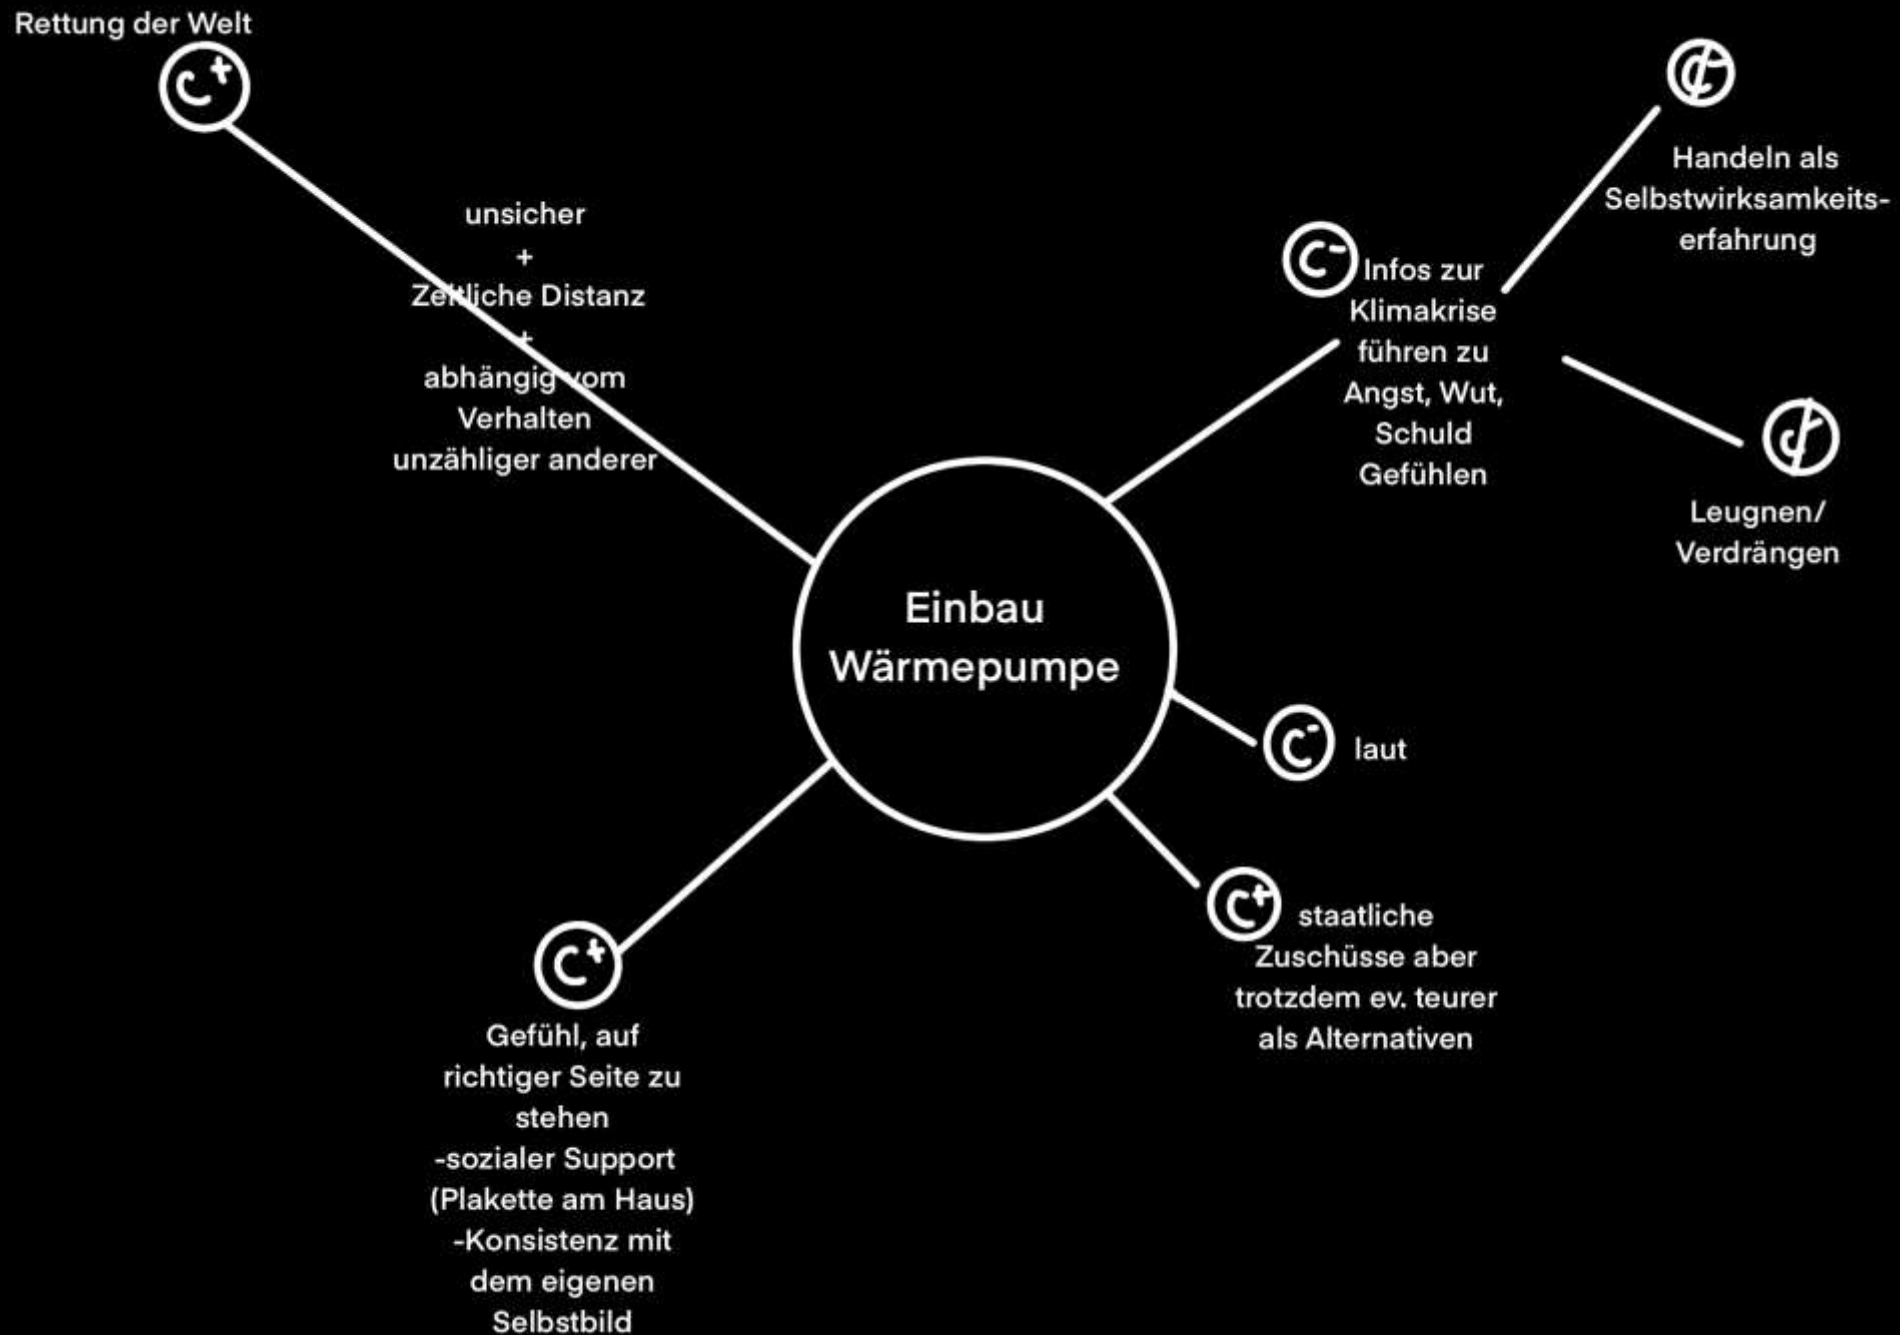 Rettung der Welt
C+
unsicher
+
Zeitliche Distanz
+
abhängig vom
Verhalten
unzähliger anderer
Einbau
Wärmepumpe
C-
Infos zur
Klimakrise
führen zu
Angst, Wut,
Schuld
Gefühlen
Handeln als
Selbstwirksamkeits-
erfahrung
Leugnen/
Verdrängen
C-
laut
C+
staatliche
Zuschüsse aber
trotzdem ev. teurer
als Alternativen
C+
Gefühl, auf
richtiger Seite zu
stehen
-sozialer Support
(Plakette am Haus)
-Konsistenz mit
dem eigenen
Selbstbild